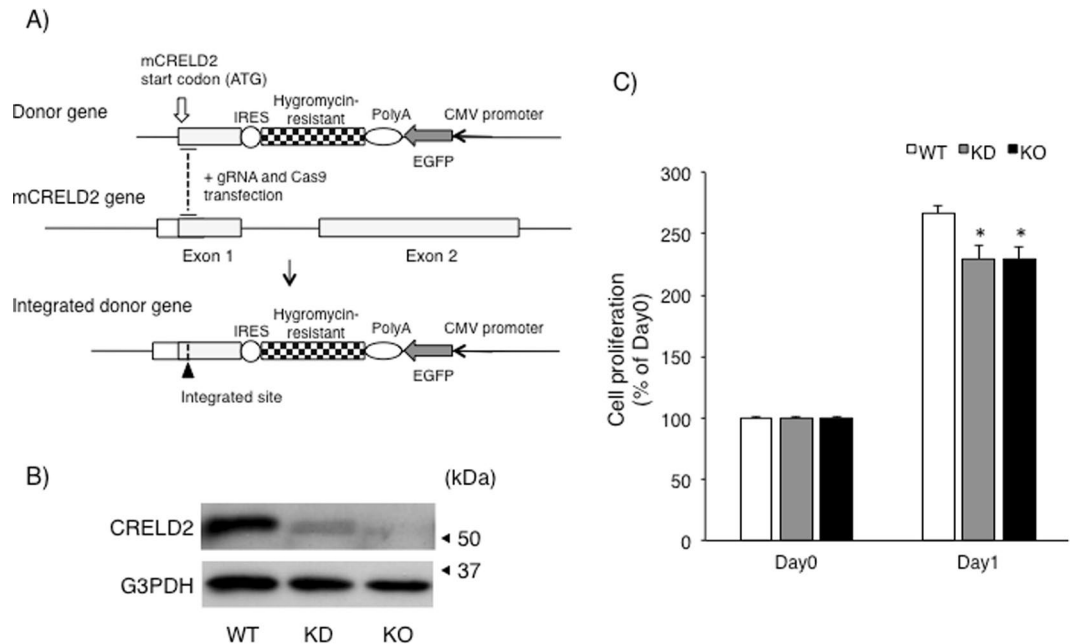 A)
mCRELD2
start codon (ATG)
Donor gene
IRES
Hygromycin-
resistant
PolyA
CMV promoter
EGFP
+ gRNA and Cas9
transfection
mCRELD2 gene
Exon 1
Exon 2
Integrated donor gene
IRES
Hygromycin-
resistant
PolyA
CMV promoter
EGFP
Integrated site
B)
(kDa)
CRELD2
50
37
G3PDH
WT KD KO
C)
WT KD KO
Cell proliferation
(% of Day0)
300
250
200
150
100
50
0
* *
Day0 Day1